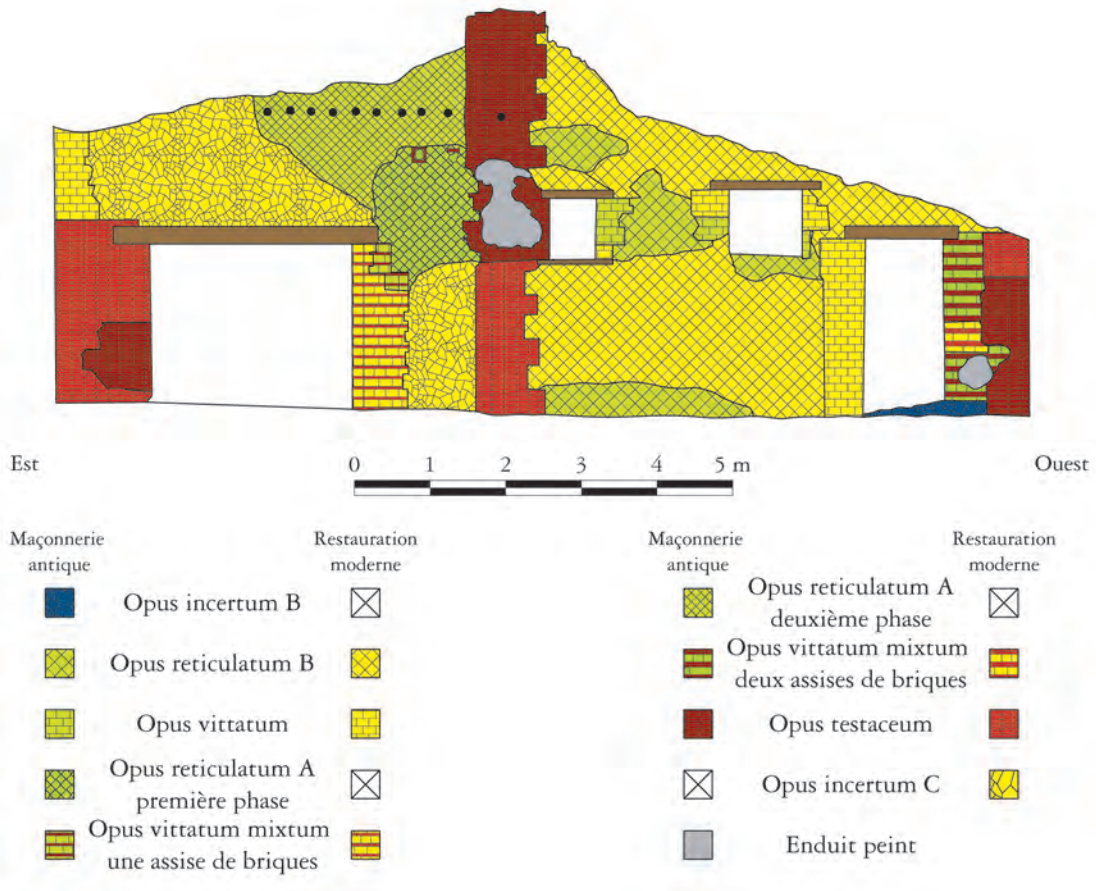 Est
0 1 2 3 4 5 m
Ouest
Maçonnerie
antique
Restauration
moderne
Opus incertum B
Opus reticulatum B
Opus vittatum
Opus reticulatum A
première phase
Opus vittatum mixtum
une assise de briques
Maçonnerie
antique
Restauration
moderne
Opus reticulatum A
deuxième phase
Opus vittatum mixtum
deux assises de briques
Opus testaceum
Opus incertum C
Enduit peint